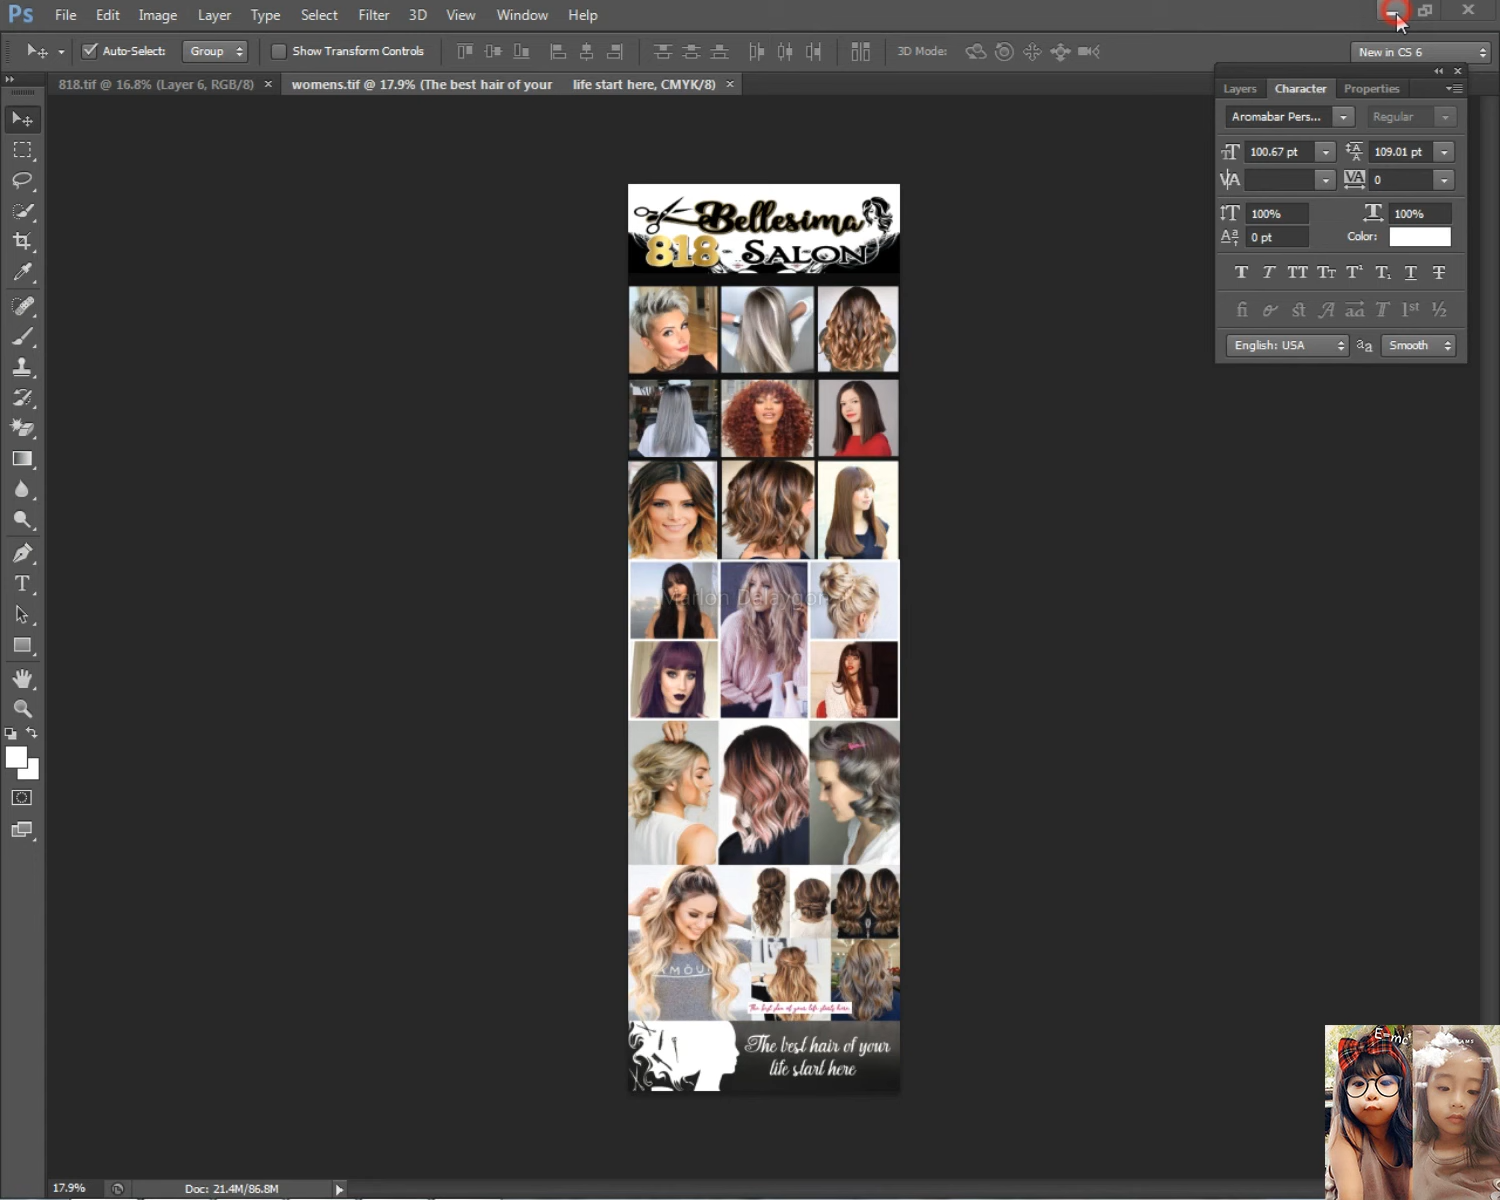 Ps File Edit Image Layer Type Select Filter 3D View Window Help
Auto-Select: Group Show Transform Controls 3D Mode: New in CS 6
818.tif @ 16.8% (Layer 6, RGB/8) × womens.tif @ 17.9% (The best hair of your life start here, CMYK/8) ×
Layers Character Properties
Aromabar Pers... Regular
100.67 pt 109.01 pt
0
100% 100%
0 pt Color:
English: USA Smooth
Bellesima
818 SALON
The best hair of your
life start here
17.9% Doc: 21.4M/86.8M